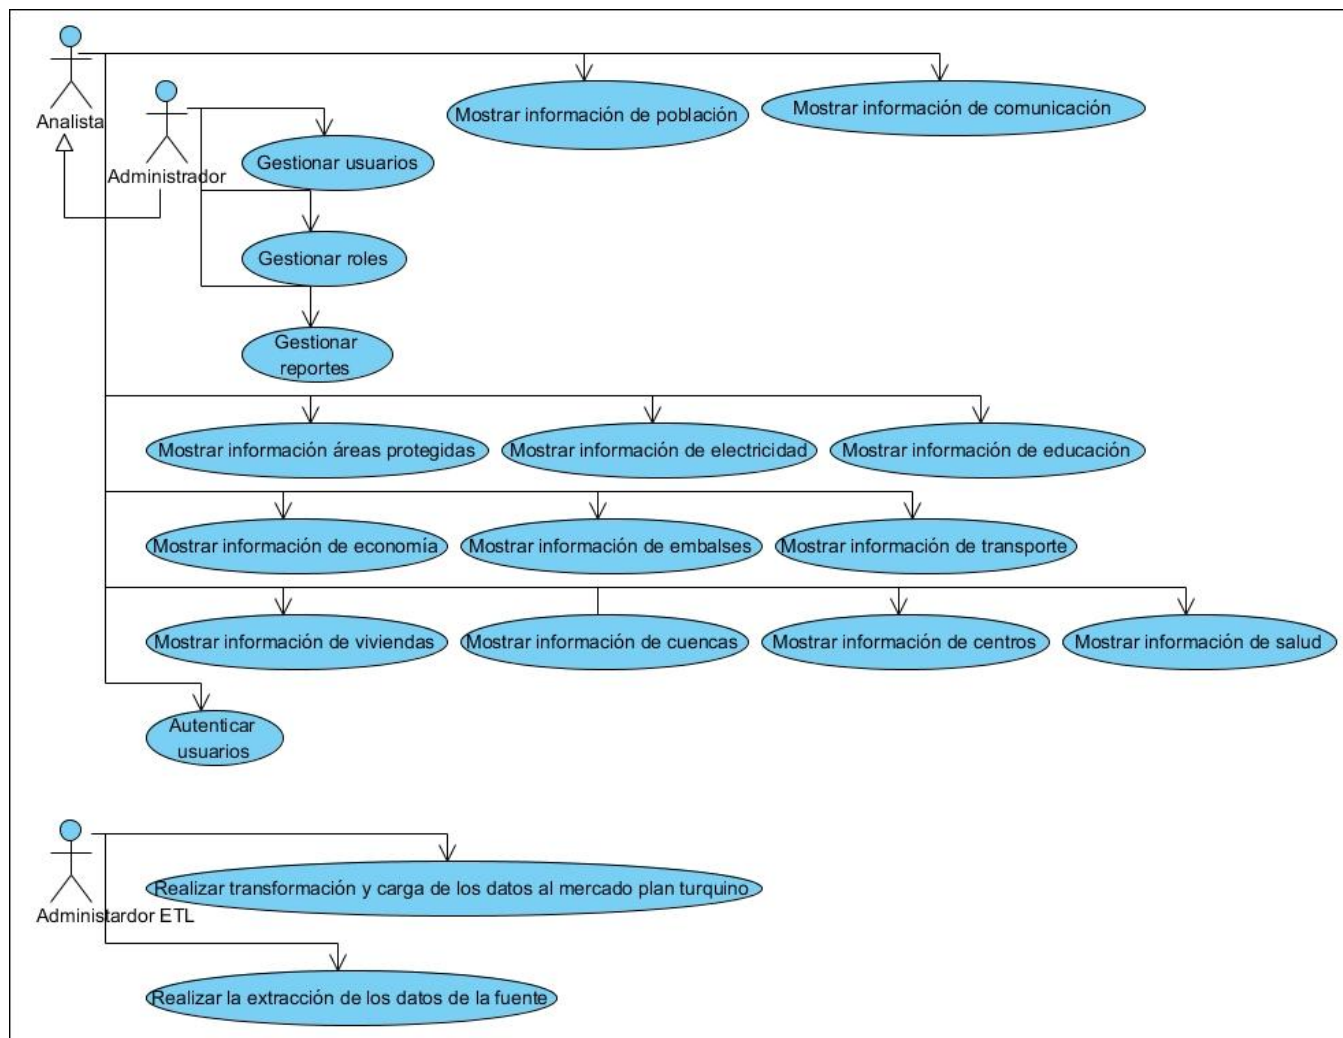 Analista
Administrador
Mostrar información de población
Mostrar información de comunicación
Gestionar usuarios
Gestionar roles
Gestionar
reportes
Mostrar información áreas protegidas
Mostrar información de electricidad
Mostrar información de educación
Mostrar información de economía
Mostrar información de embalses
Mostrar información de transporte
Mostrar información de viviendas
Mostrar información de cuencas
Mostrar información de centros
Mostrar información de salud
Autenticar
usuarios
Administardor ETL
Realizar transformación y carga de los datos al mercado plan turquino
Realizar la extracción de los datos de la fuente